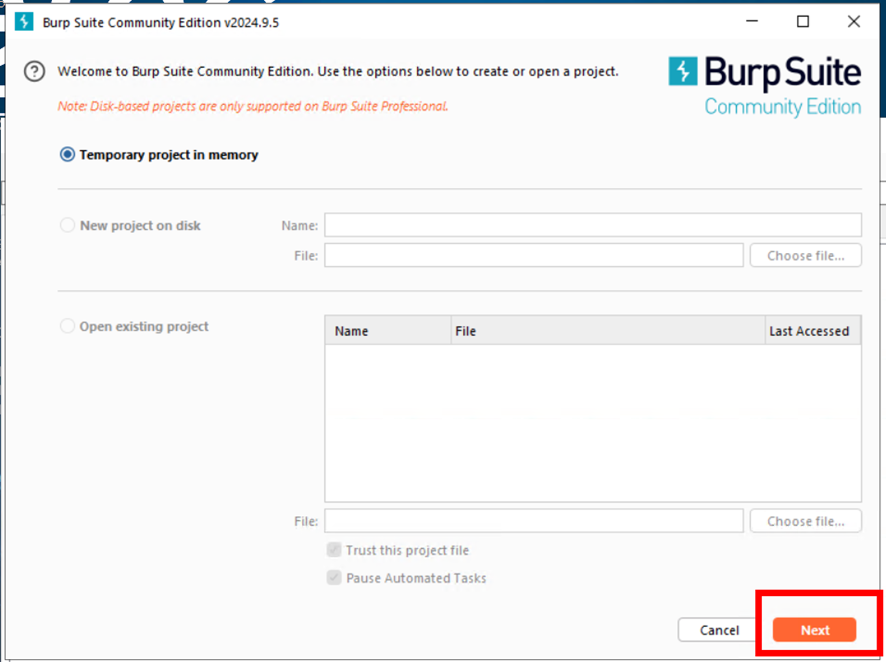 Burp Suite Community Edition v2024.9.5
Welcome to Burp Suite Community Edition. Use the options below to create or open a project.
Note: Disk-based projects are only supported on Burp Suite Professional.
Burp Suite
Community Edition
Temporary project in memory
New project on disk
Name:
File:
Choose file...
Open existing project
Name File Last Accessed
File:
Choose file...
Trust this project file
Pause Automated Tasks
Cancel
Next